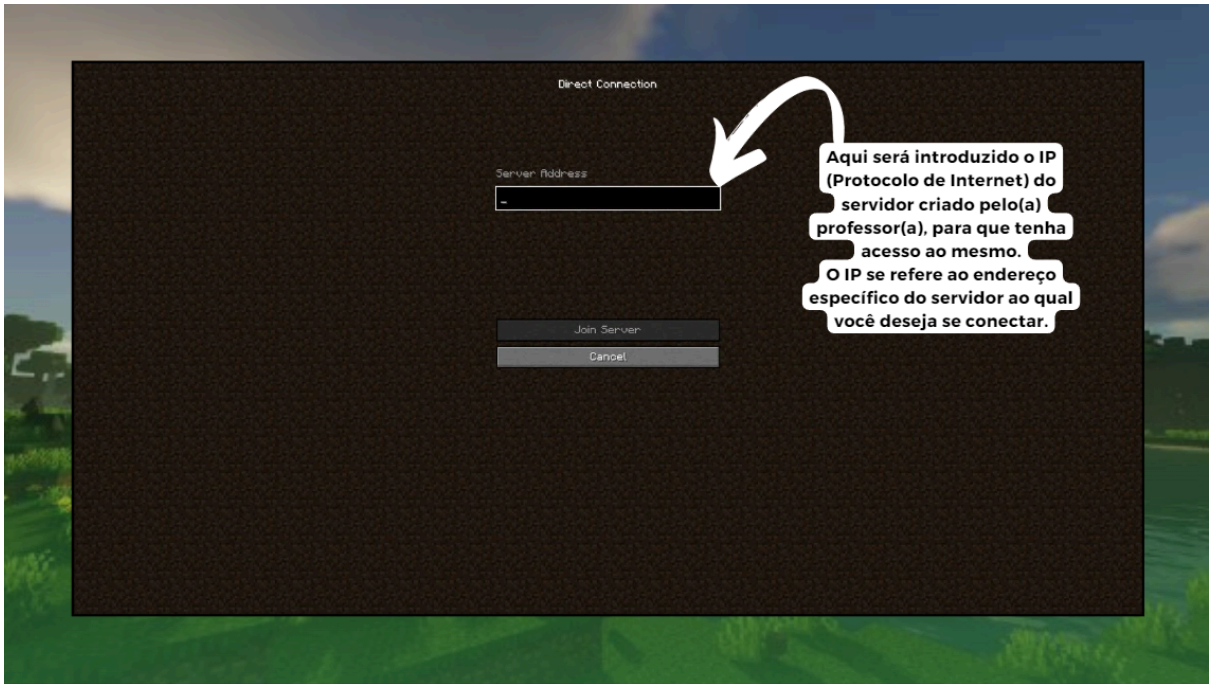 Direct Connection
Server Address
_
Aqui será introduzido o IP
(Protocolo de Internet) do
servidor criado pelo(a)
professor(a), para que tenha
acesso ao mesmo.
O IP se refere ao endereço
específico do servidor ao qual
você deseja se conectar.
Join Server
Cancel